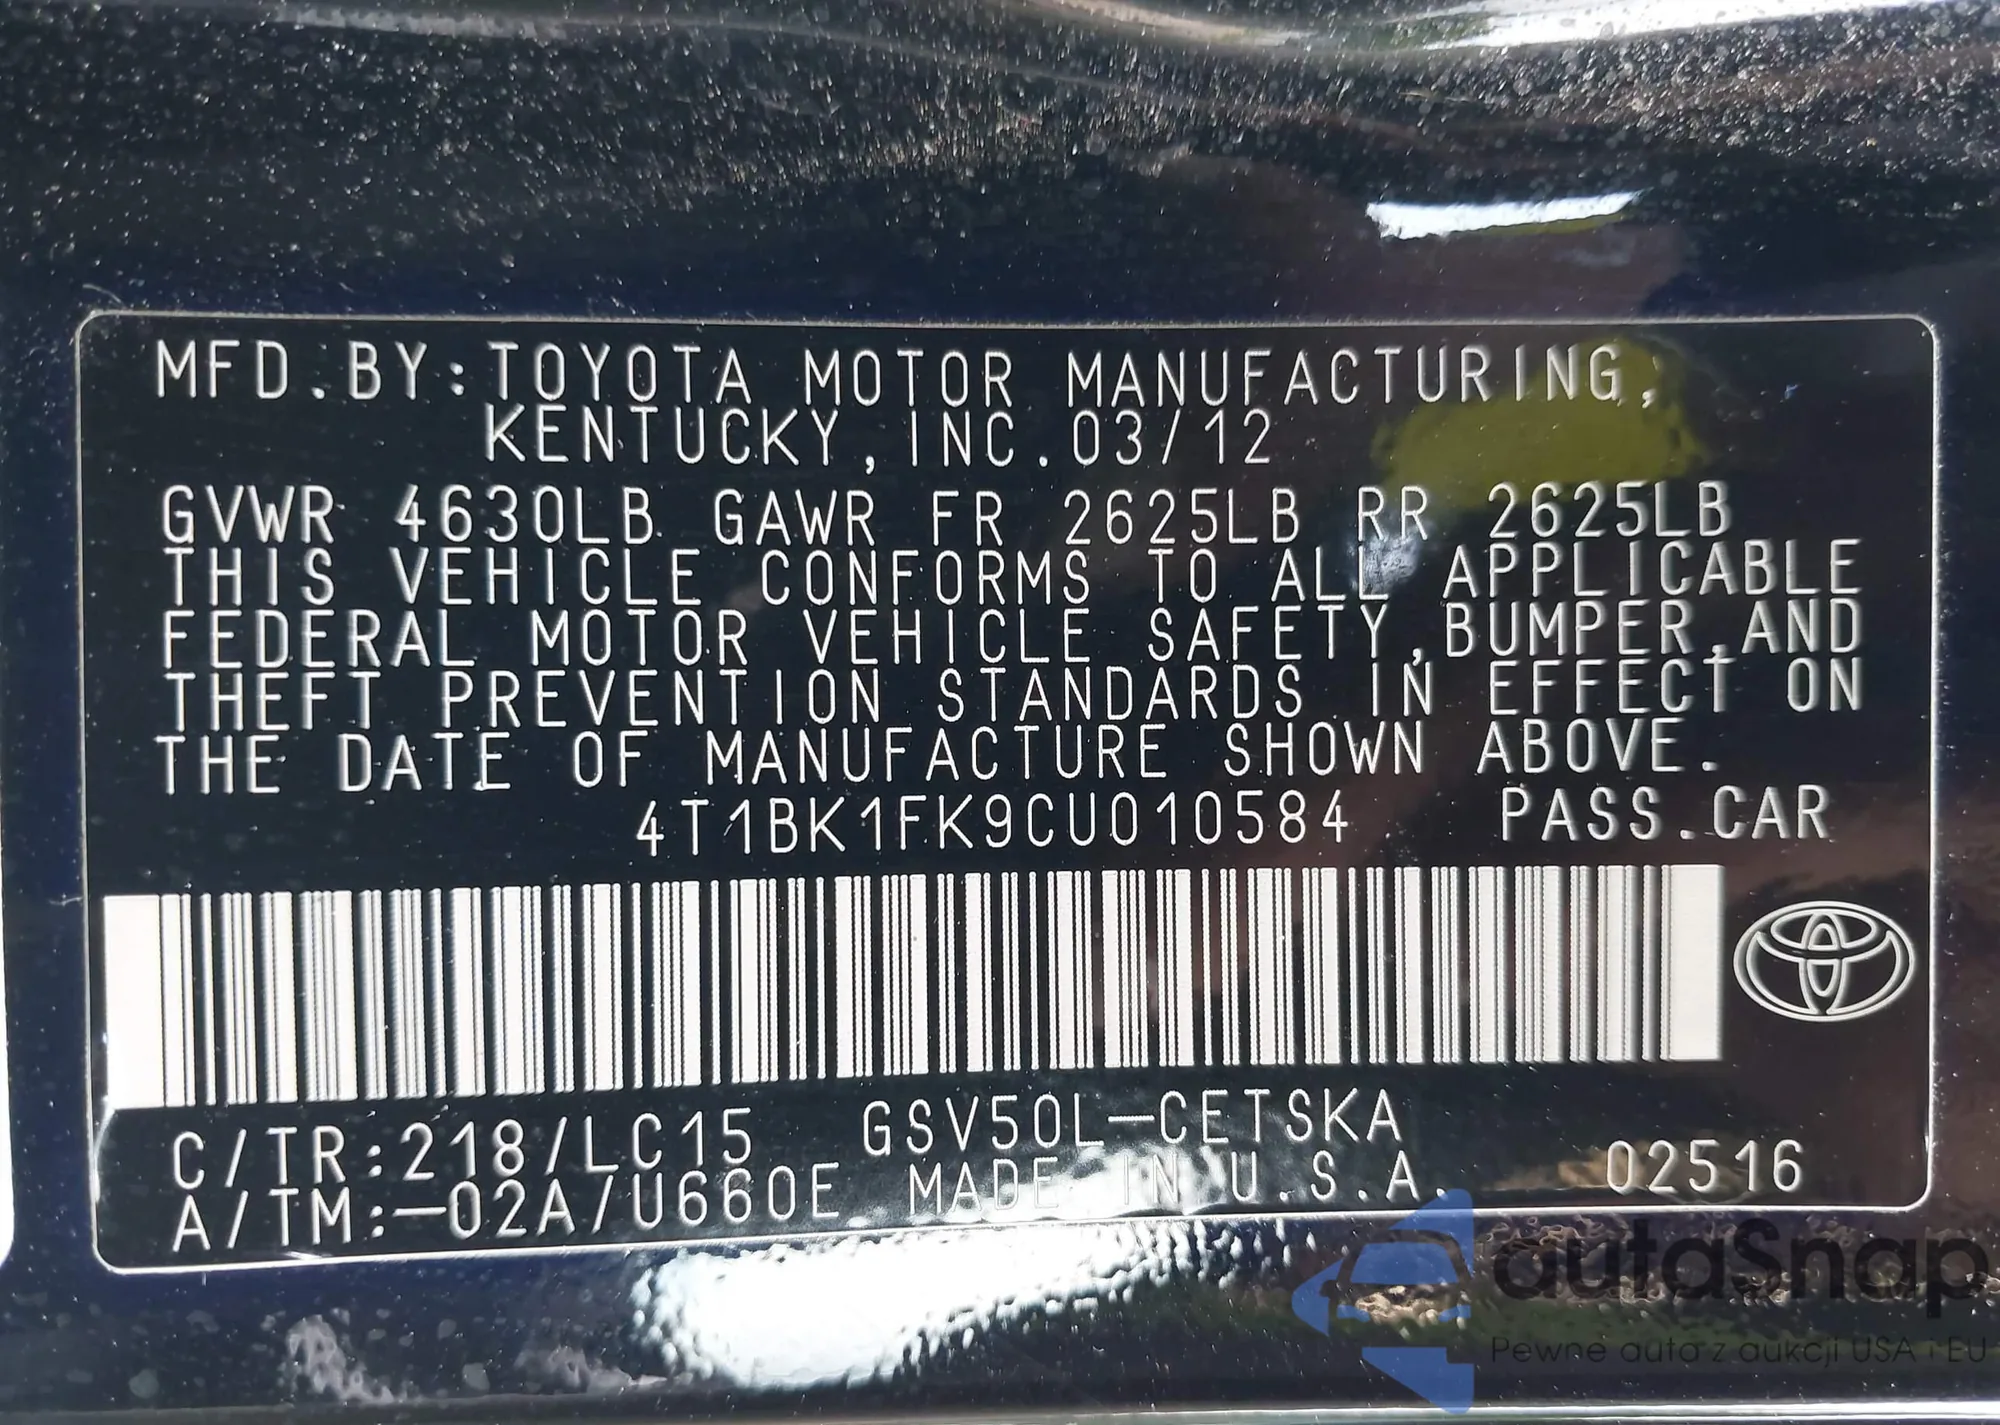 MFD.BY:TOYOTA MOTOR MANUFACTURING,
KENTUCKY,INC.03/12
GVWR 4630LB GAWR FR 2625LB RR 2625LB
THIS VEHICLE CONFORMS TO ALL APPLICABLE
FEDERAL MOTOR VEHICLE SAFETY,BUMPER,AND
THEFT PREVENTION STANDARDS IN EFFECT ON
THE DATE OF MANUFACTURE SHOWN ABOVE.
4T1BK1FK9CU010584 PASS.CAR
C/TR:218/LC15 GSV50L-CETSKA
A/TM:-02A/U660E MADE IN U.S.A. 02516
autaSnap
Pewne auta z aukcji USA i EU